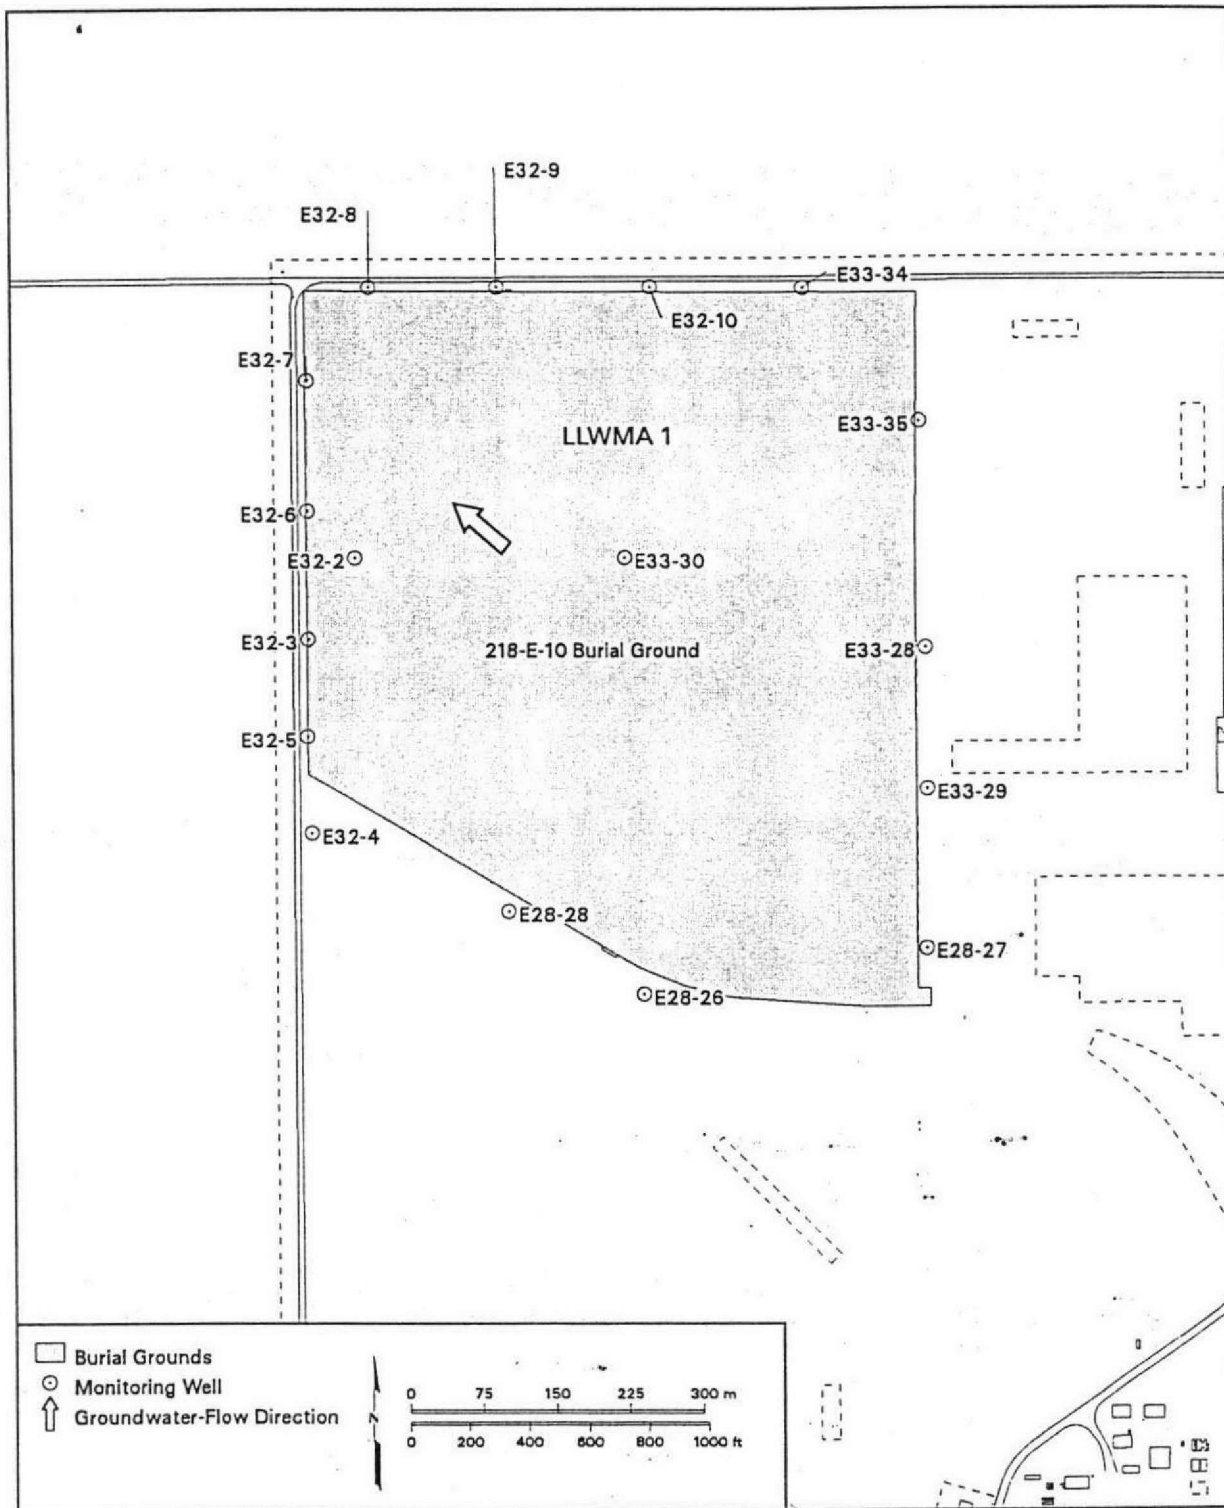 E32-9
E32-8
E33-34
E32-10
E32-7
E33-35
LLWMA 1
E32-6
E32-2
E33-30
E32-3
218-E-10 Burial Ground
E33-28
E32-5
E33-29
E32-4
E28-28
E28-27
E28-26
Burial Grounds
Monitoring Well
Groundwater-Flow Direction
N
0 75 150 225 300 m
0 200 400 600 800 1000 ft